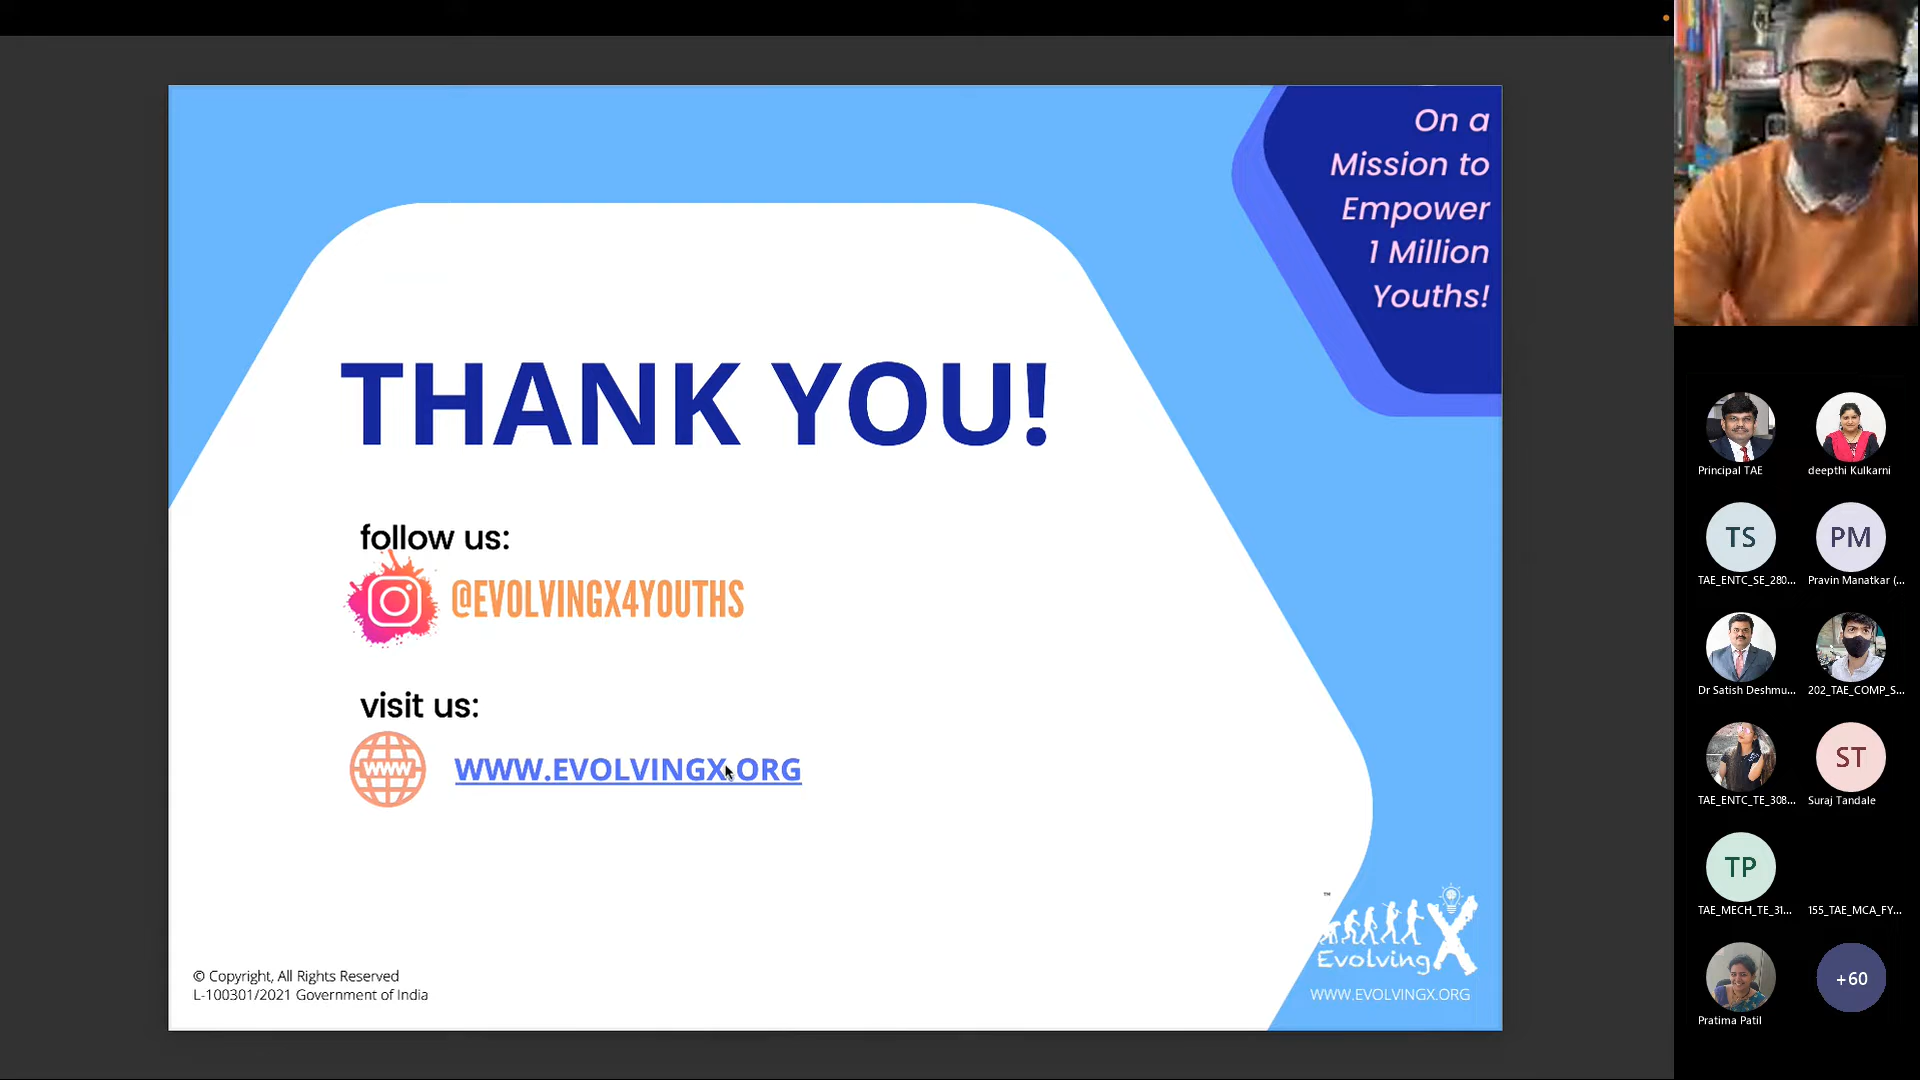 On a
Mission to
Empower
1 Million
Youths!
THANK YOU!
follow us:
@EVOLVINGX4YOUTHS
visit us:
WWW
WWW.EVOLVINGX.ORG
© Copyright, All Rights Reserved
L-100301/2021 Government of India
™
Evolving X
WWW.EVOLVINGX.ORG
Principal TAE
deepthi Kulkarni
TS
PM
TAE_ENTC_SE_280...
Pravin Manatkar (...
Dr Satish Deshmu...
202_TAE_COMP_S...
ST
TAE_ENTC_TE_308...
Suraj Tandale
TP
TAE_MECH_TE_31...
155_TAE_MCA_FY...
+60
Pratima Patil